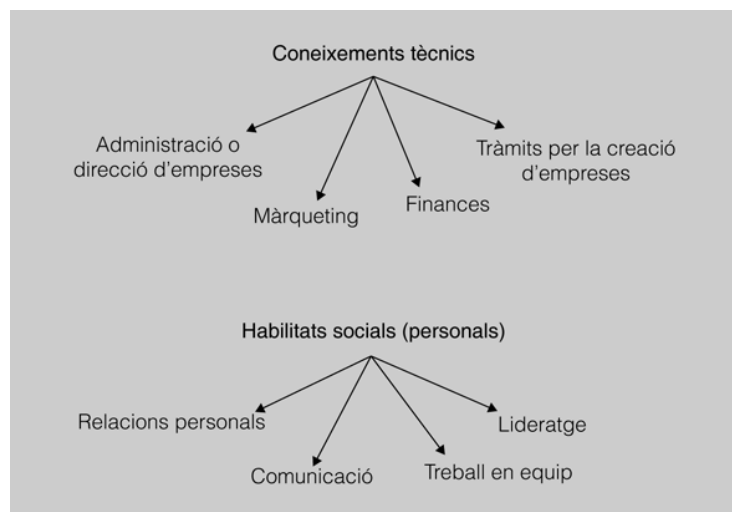 Coneixements tècnics
Administració o
direcció d'empreses
Màrqueting
Finances
Tràmits per la creació
d'empreses
Habilitats socials (personals)
Relacions personals
Comunicació
Treball en equip
Lideratge